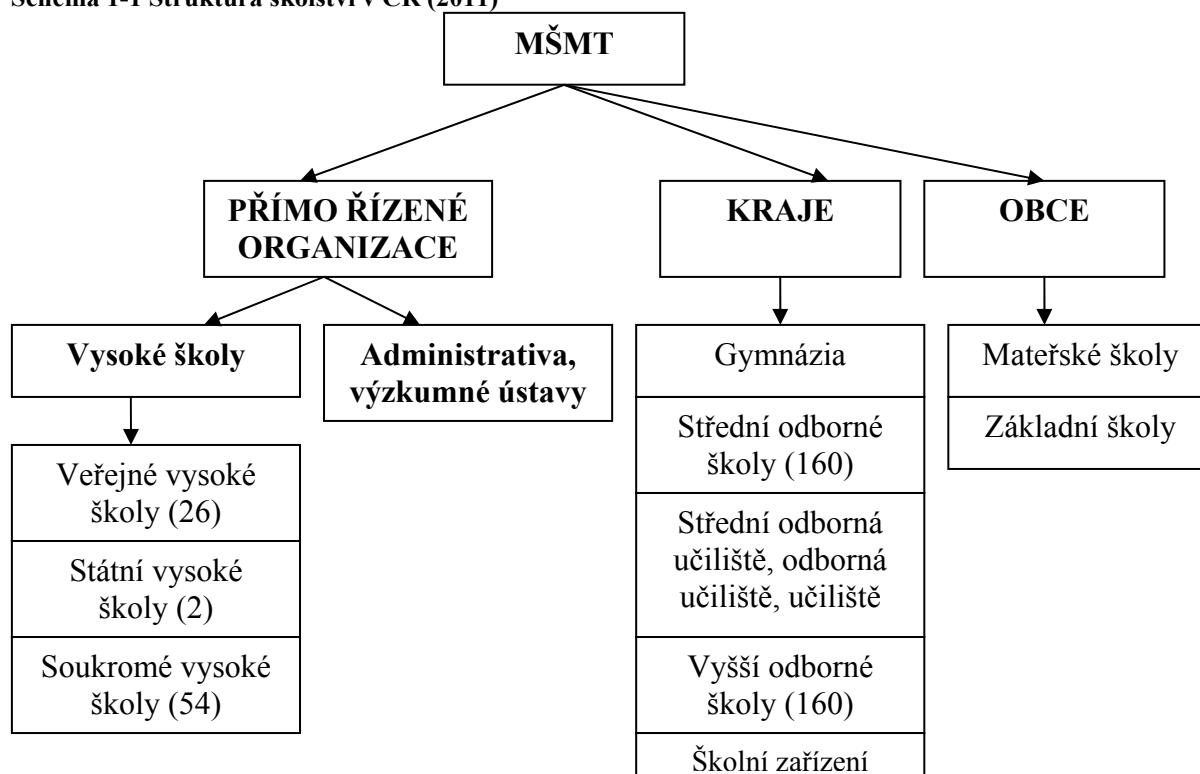 Schéma 1-1 Struktura školství v ČR (2011)
MŠMT
PŘÍMO ŘÍZENÉ
ORGANIZACE
KRAJE
OBCE
Vysoké školy
Administrativa,
výzkumné ústavy
Gymnázia
Mateřské školy
Střední odborné
školy (160)
Základní školy
Veřejné vysoké
školy (26)
Střední odborná
učiliště, odborná
učiliště, učiliště
Státní vysoké
školy (2)
Soukromé vysoké
školy (54)
Vyšší odborné
školy (160)
Školní zařízení